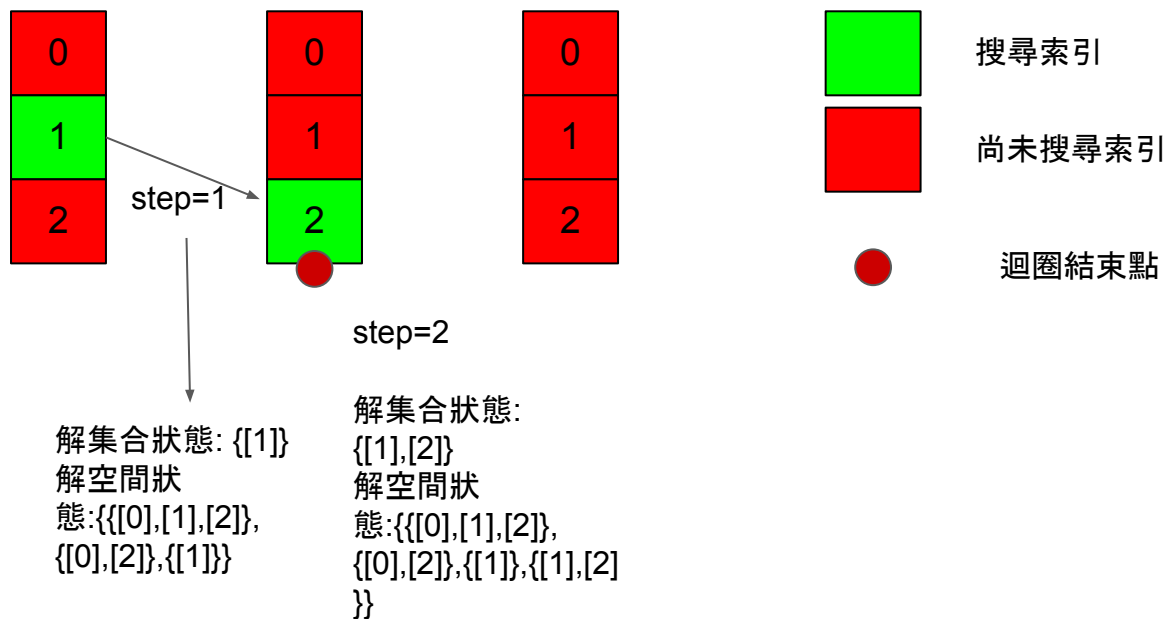 0
1
2
0
1
2
0
1
2
搜尋索引
尚未搜尋索引
迴圈結束點
step=1
step=2
解集合狀態: {[1]}
解空間狀
態:{{[0],[1],[2]},
{[0],[2]},{[1]}}
解集合狀態:
{[1],[2]}
解空間狀
態:{{[0],[1],[2]},
{[0],[2]},{[1]},{[1],[2]
}}